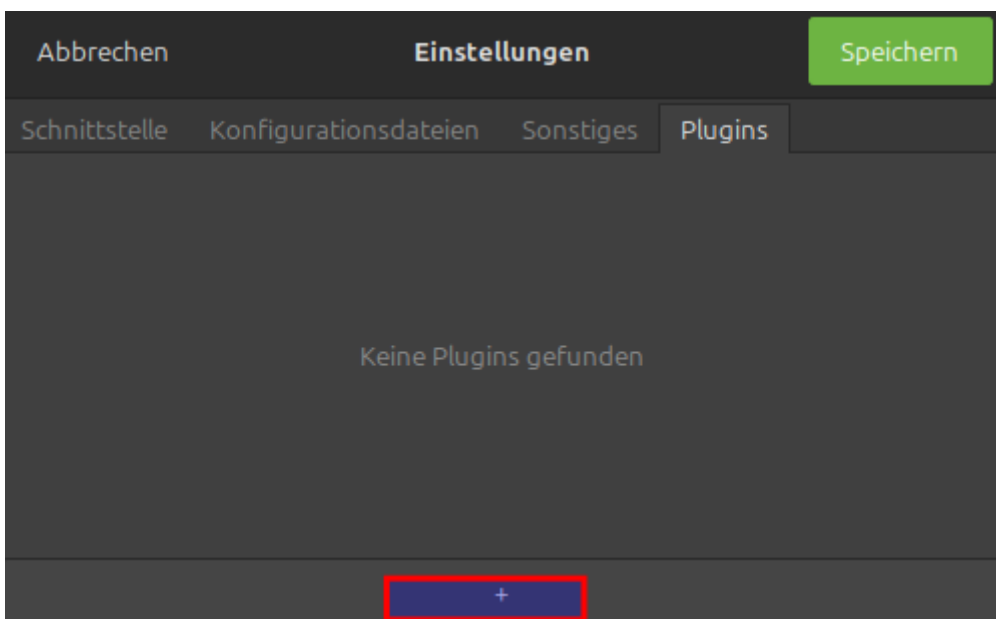 Abbrechen Einstellungen Speichern
Schnittstelle Konfigurationsdateien Sonstiges Plugins
Keine Plugins gefunden
+